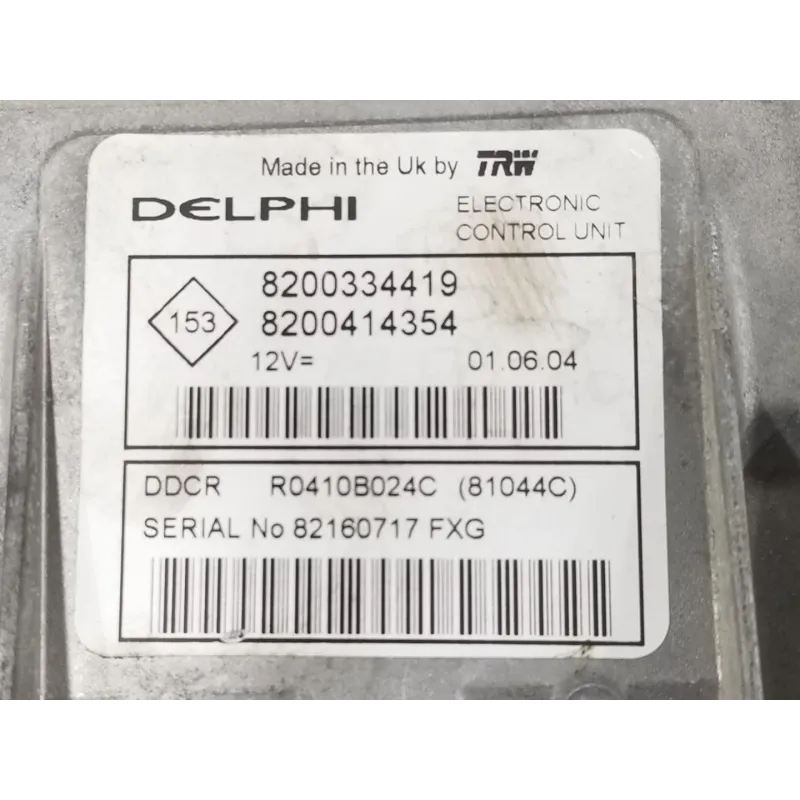 Made in the Uk by TRW
DELPHI
ELECTRONIC
CONTROL UNIT
153
8200334419
8200414354
12V= 01.06.04
DDCR R0410B024C (81044C)
SERIAL No 82160717 FXG